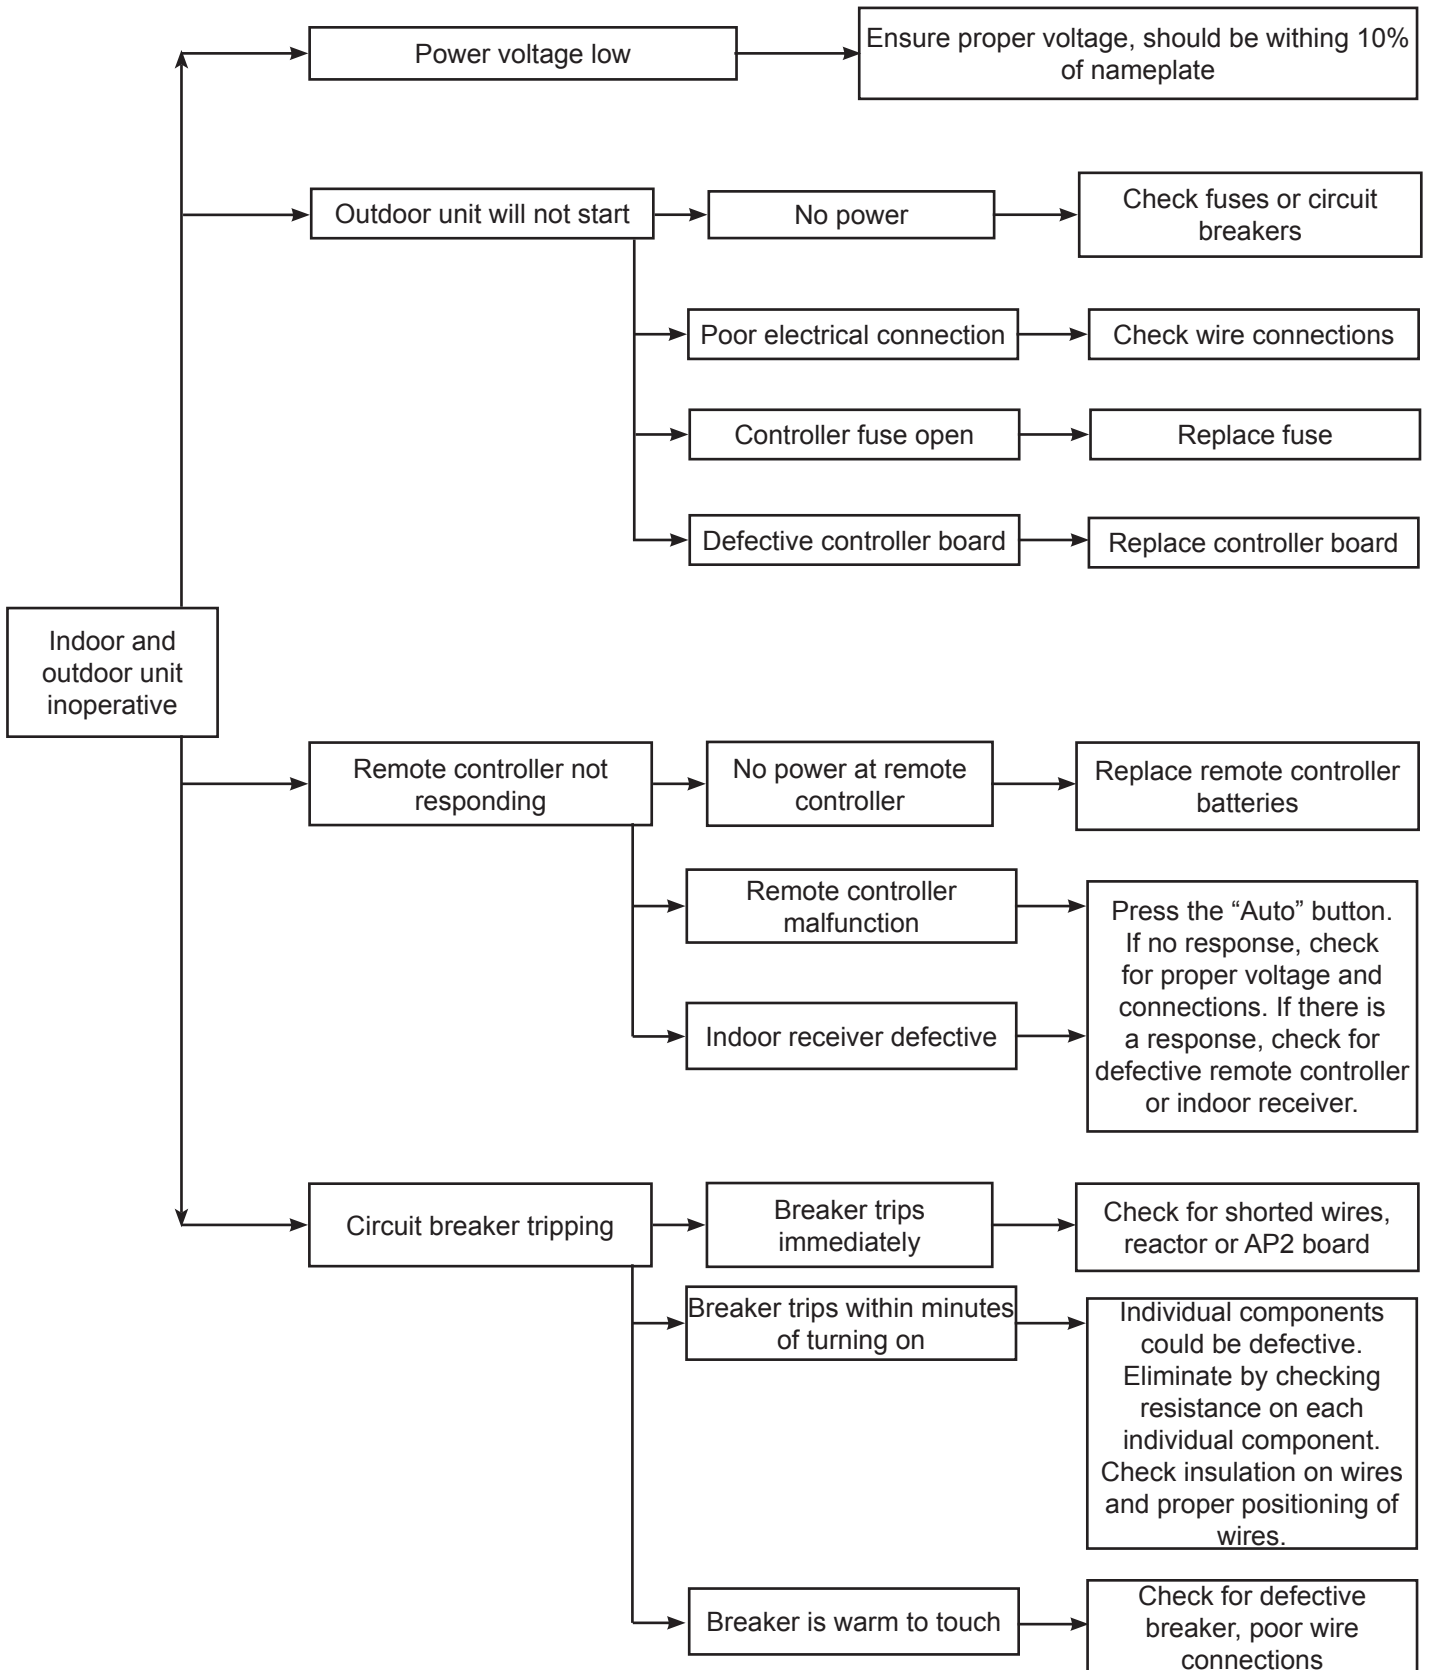 Power voltage low
Ensure proper voltage, should be withing 10%
of nameplate
Outdoor unit will not start
No power
Check fuses or circuit
breakers
Poor electrical connection
Check wire connections
Controller fuse open
Replace fuse
Defective controller board
Replace controller board
Indoor and
outdoor unit
inoperative
Remote controller not
responding
No power at remote
controller
Replace remote controller
batteries
Remote controller
malfunction
Indoor receiver defective
Press the “Auto” button.
If no response, check
for proper voltage and
connections. If there is
a response, check for
defective remote controller
or indoor receiver.
Circuit breaker tripping
Breaker trips
immediately
Check for shorted wires,
reactor or AP2 board
Breaker trips within minutes
of turning on
Individual components
could be defective.
Eliminate by checking
resistance on each
individual component.
Check insulation on wires
and proper positioning of
wires.
Breaker is warm to touch
Check for defective
breaker, poor wire
connections